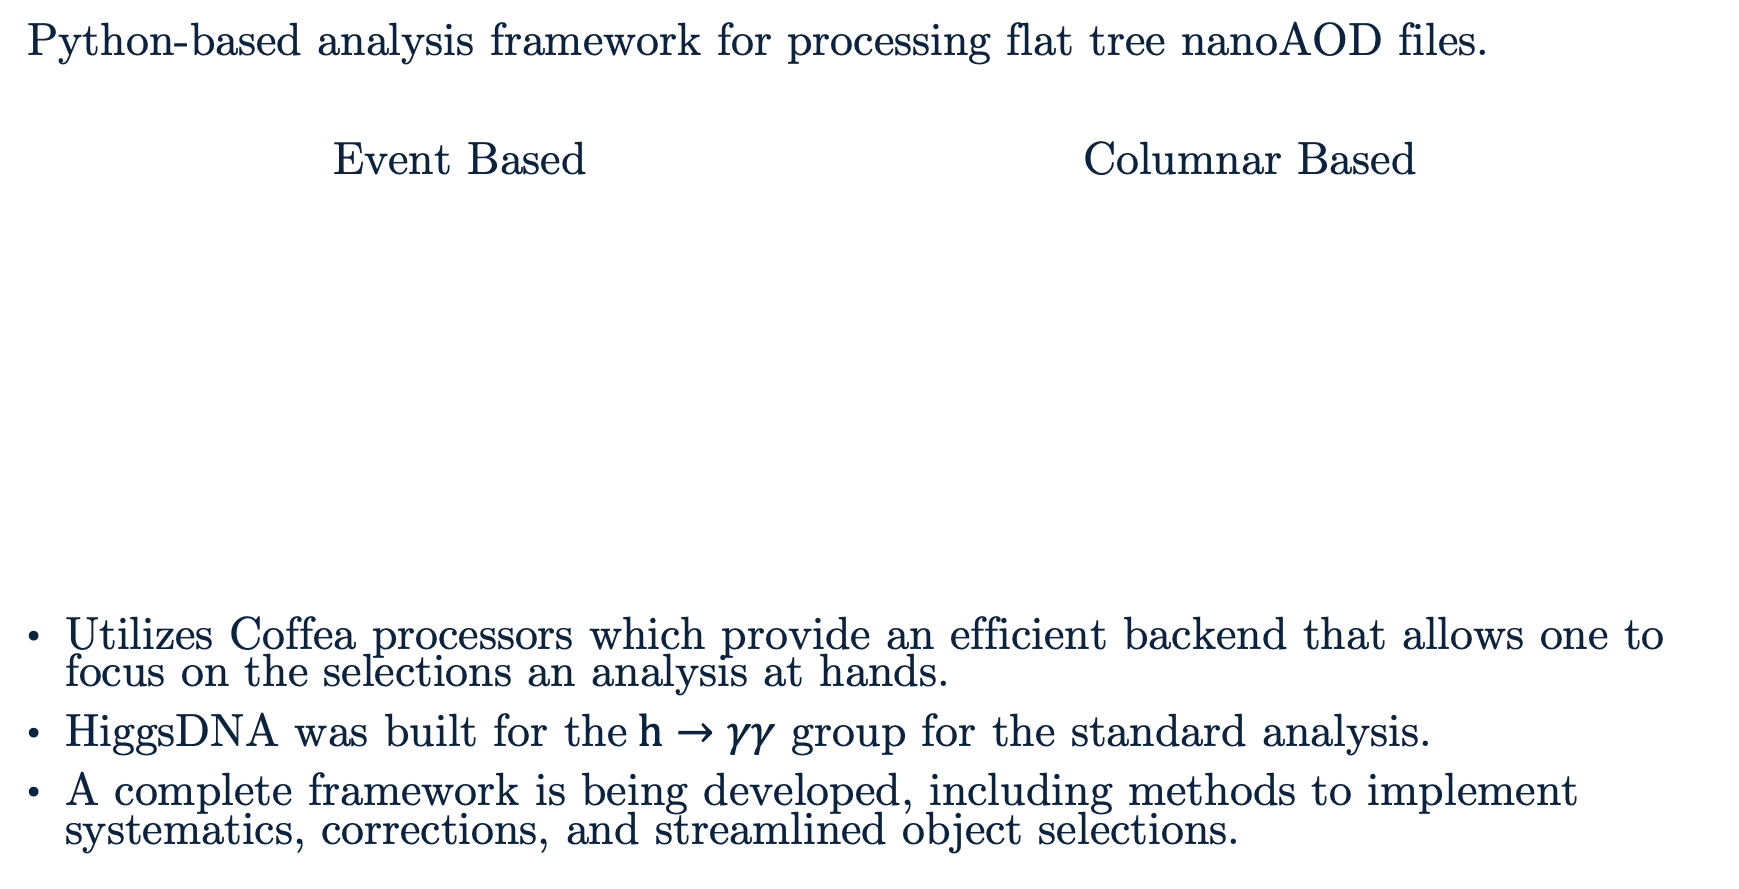 Python-based analysis framework for processing flat tree nanoAOD files.
Event Based
Columnar Based
• Utilizes Coffea processors which provide an efficient backend that allows one to
focus on the selections an analysis at hands.
• HiggsDNA was built for the h → γγ group for the standard analysis.
• A complete framework is being developed, including methods to implement
systematics, corrections, and streamlined object selections.